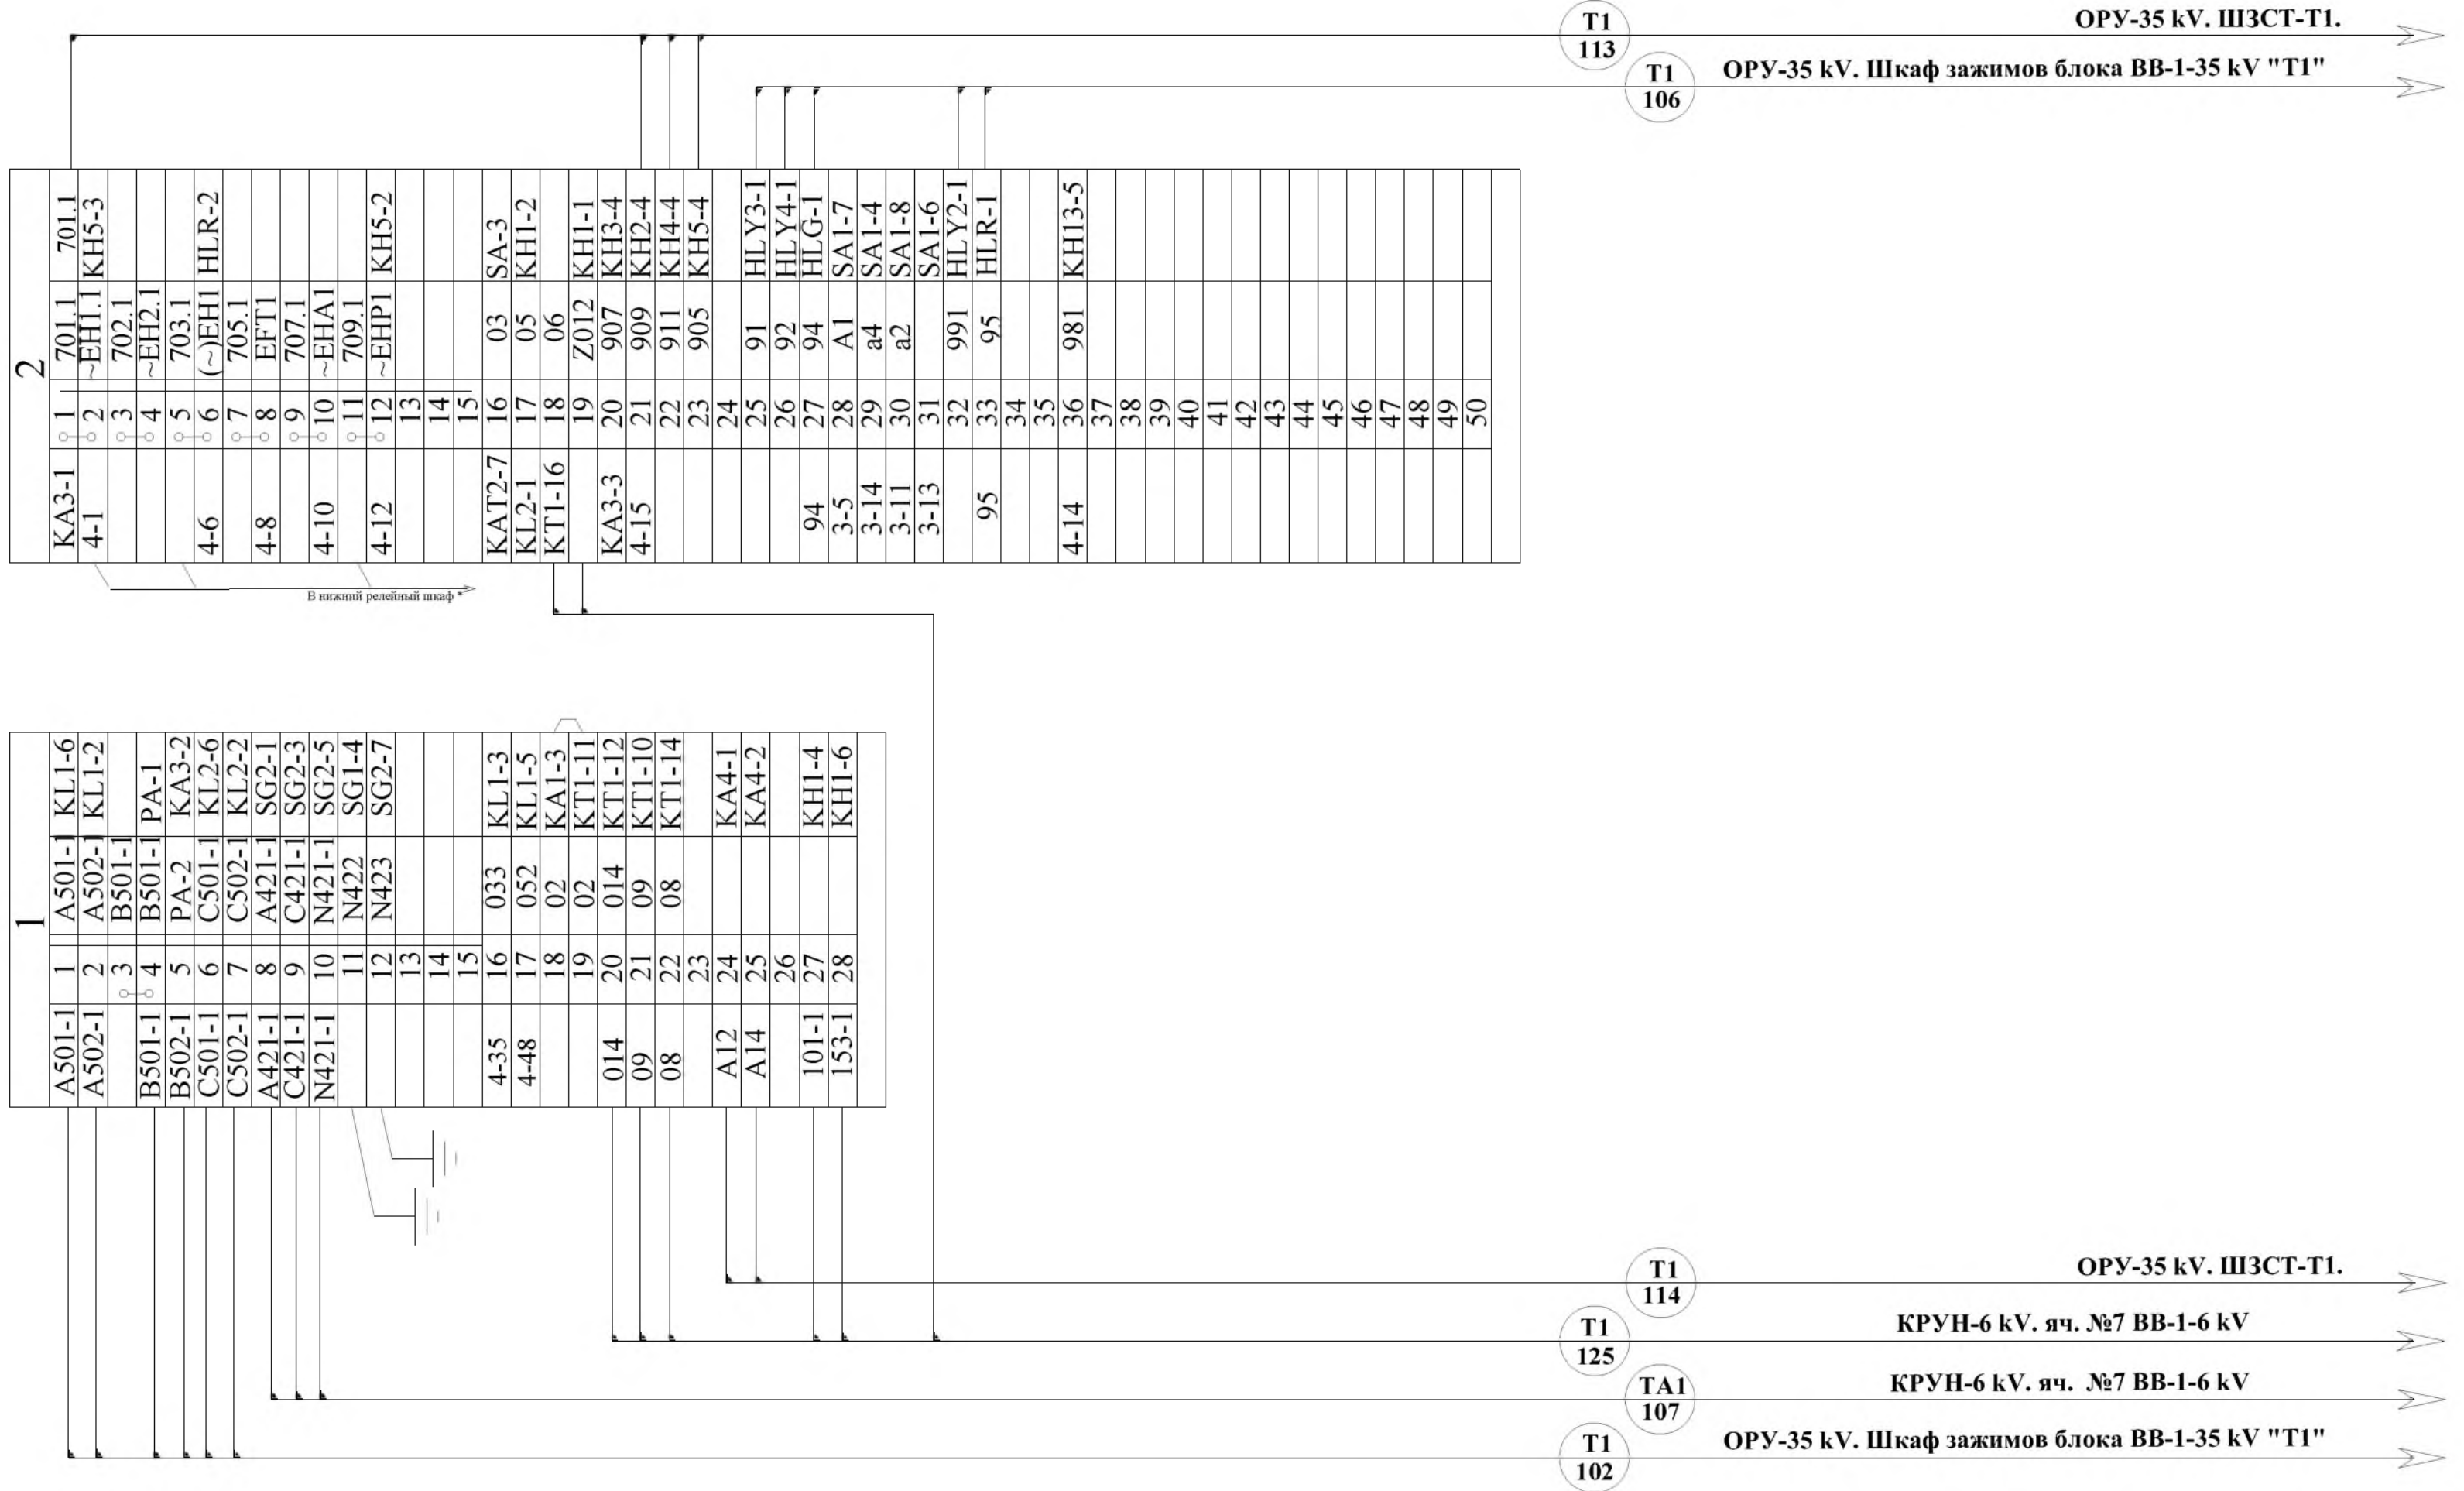 T1
113
ОРУ-35 kV. ШЗСТ-Т1.
T1
106
ОРУ-35 kV. Шкаф зажимов блока ВВ-1-35 kV "Т1"
2
701.1 701.1 1 KA3-1
KH5-3 ~EH1.1 2 4-1
702.1 3
~EH2.1 4
703.1 5
HLR-2 (~)EH1 6 4-6
705.1 7
EFT1 8 4-8
707.1 9
~EHA1 10 4-10
709.1 11
KH5-2 ~EHP1 12 4-12
13
14
15
SA-3 03 16 KAT2-7
KH1-2 05 17 KL2-1
06 18 KT1-16
KH1-1 Z012 19
KH3-4 907 20 KA3-3
KH2-4 909 21 4-15
KH4-4 911 22
KH5-4 905 23
24
HLY3-1 91 25
HLY4-1 92 26
HLG-1 94 27 94
SA1-7 A1 28 3-5
SA1-4 a4 29 3-14
SA1-8 a2 30 3-11
SA1-6 31 3-13
HLY2-1 991 32
HLR-1 95 33 95
34
35
KH13-5 981 36 4-14
37
38
39
40
41
42
43
44
45
46
47
48
49
50
В нижний релейный шкаф *
1
KL1-6 A501-1 1 A501-1
KL1-2 A502-1 2 A502-1
B501-1 3
PA-1 B501-1 4 B501-1
KA3-2 PA-2 5 B502-1
KL2-6 C501-1 6 C501-1
KL2-2 C502-1 7 C502-1
SG2-1 A421-1 8 A421-1
SG2-3 C421-1 9 C421-1
SG2-5 N421-1 10 N421-1
SG1-4 N422 11
SG2-7 N423 12
13
14
15
KL1-3 033 16 4-35
KL1-5 052 17 4-48
KA1-3 02 18
KT1-11 02 19
KT1-12 014 20 014
KT1-10 09 21 09
KT1-14 08 22 08
23
KA4-1 24 A12
KA4-2 25 A14
26
KH1-4 27 101-1
KH1-6 28 153-1
T1
114
ОРУ-35 kV. ШЗСТ-Т1.
T1
125
КРУН-6 kV. яч. №7 ВВ-1-6 kV
TA1
107
КРУН-6 kV. яч. №7 ВВ-1-6 kV
T1
102
ОРУ-35 kV. Шкаф зажимов блока ВВ-1-35 kV "Т1"